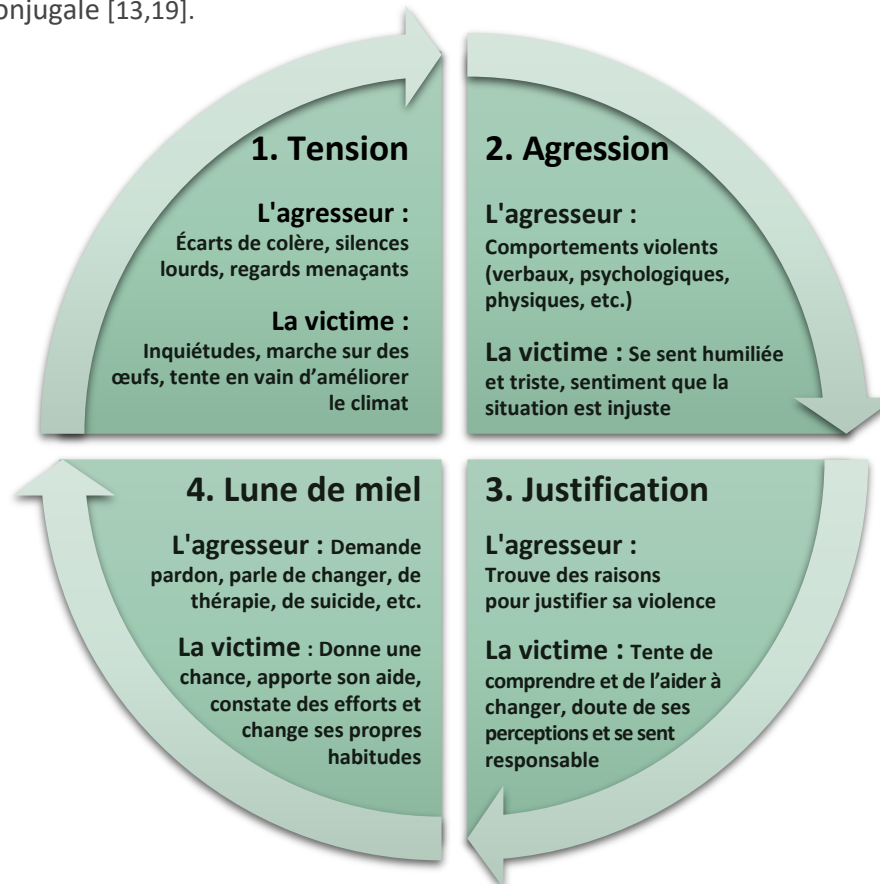 onjugale [13,19].
1. Tension
L'agresseur :
Écarts de colère, silences
lourds, regards menaçants
La victime :
Inquiétudes, marche sur des
œufs, tente en vain d’améliorer
le climat
2. Agression
L'agresseur :
Comportements violents
(verbaux, psychologiques,
physiques, etc.)
La victime : Se sent humiliée
et triste, sentiment que la
situation est injuste
3. Justification
L'agresseur :
Trouve des raisons
pour justifier sa violence
La victime : Tente de
comprendre et de l’aider à
changer, doute de ses
perceptions et se sent
responsable
4. Lune de miel
L'agresseur : Demande
pardon, parle de changer, de
thérapie, de suicide, etc.
La victime : Donne une
chance, apporte son aide,
constate des efforts et
change ses propres
habitudes